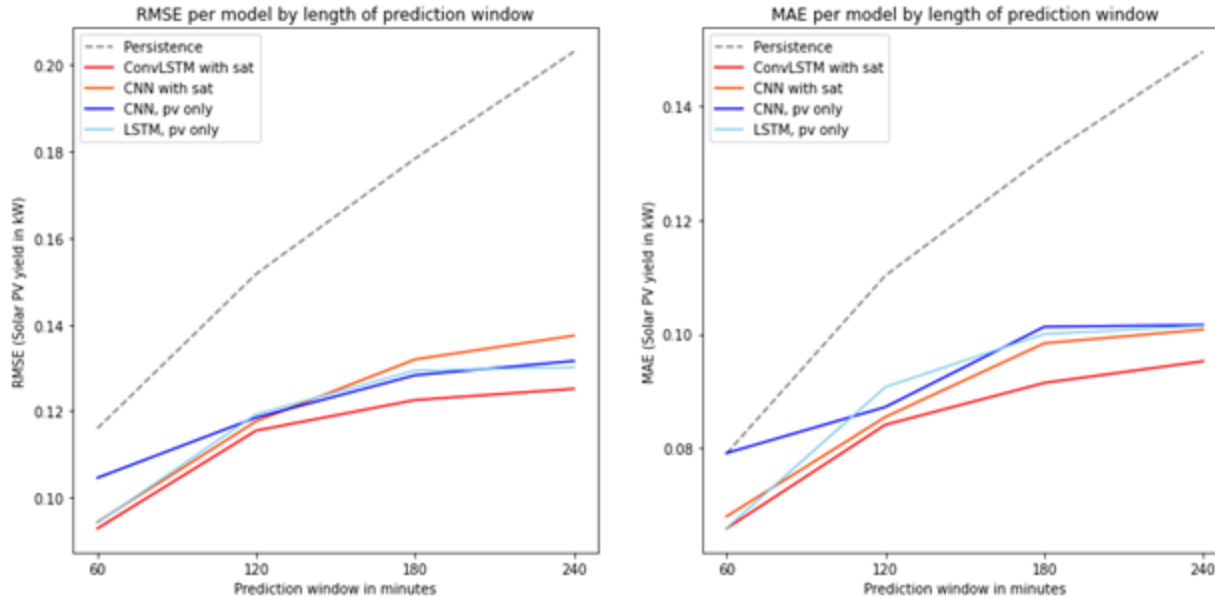 RMSE per model by length of prediction window
Persistence
ConvLSTM with sat
CNN with sat
CNN, pv only
LSTM, pv only
0.20
0.18
0.16
0.14
0.12
0.10
RMSE (Solar PV yield in kW)
60 120 180 240
Prediction window in minutes
MAE per model by length of prediction window
Persistence
ConvLSTM with sat
CNN with sat
CNN, pv only
LSTM, pv only
0.14
0.12
0.10
0.08
MAE (Solar PV yield in kW)
60 120 180 240
Prediction window in minutes